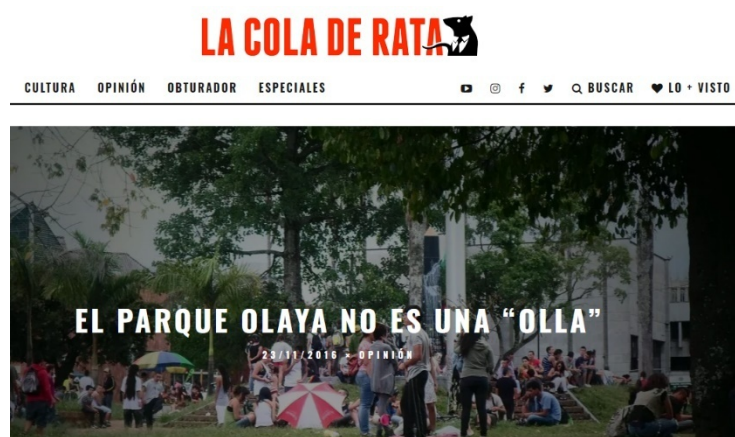 LA COLA DE RATA
CULTURA OPINIÓN OBTURADOR ESPECIALES BUSCAR LO + VISTO
EL PARQUE OLAYA NO ES UNA “OLLA”
23/11/2016 • OPINIÓN